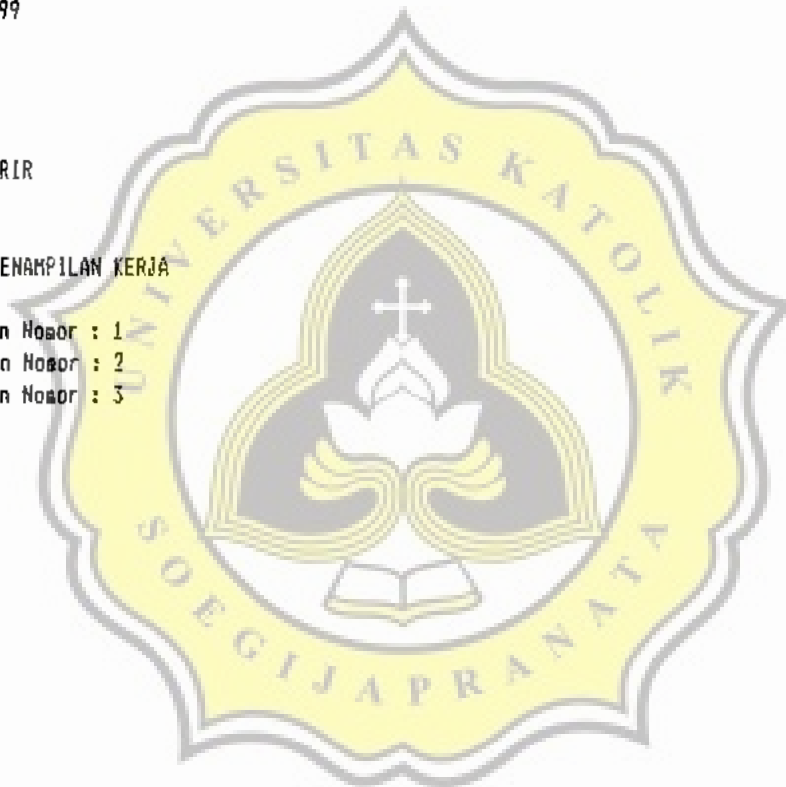 99
RIR
ENAMPILAN KERJA
n Nomor : 1
n Nomor : 2
n Nomor : 3
UNIVERSITAS KATOLIK
SOEGIJAPRANATA